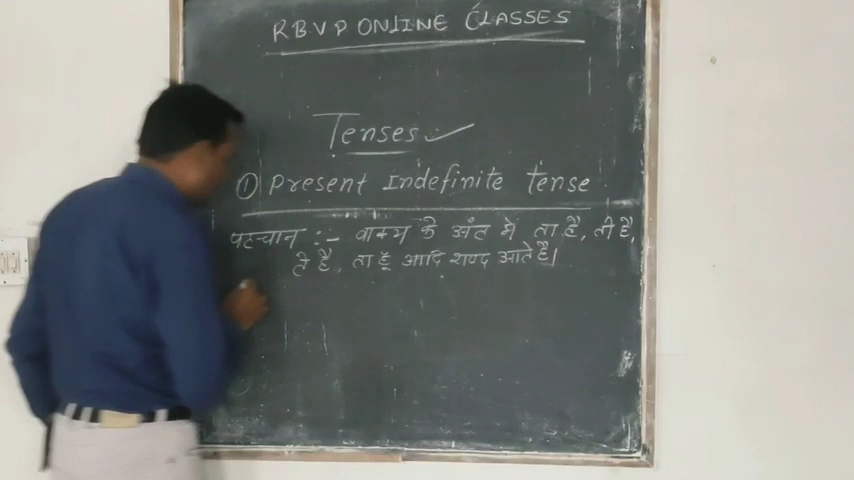 RBVP ONLINE CLASSES
Tenses
① Present Indefinite Tense
पहचान :- वाक्य के अंत में ता है, ती है,
ते हैं, ता हूँ आदि शब्द आते है।